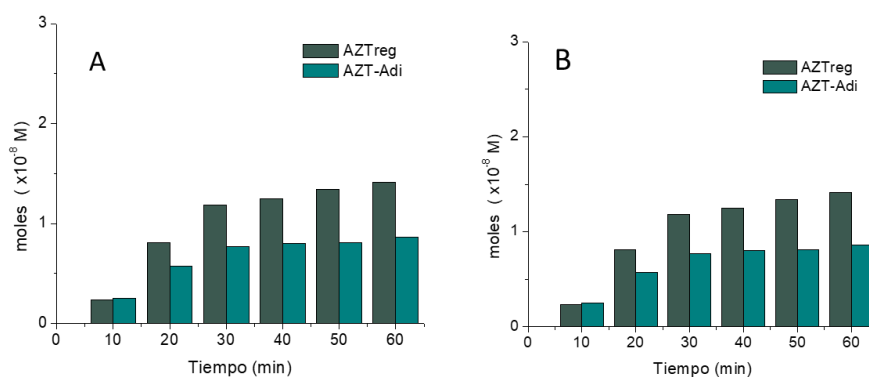 A
AZTreg
AZT-Adi
3
2
1
0
moles ( x10⁻⁸ M)
0 10 20 30 40 50 60
Tiempo (min)
B
AZTreg
AZT-Adi
3
2
1
0
moles ( x10⁻⁸ M)
0 10 20 30 40 50 60
Tiempo (min)